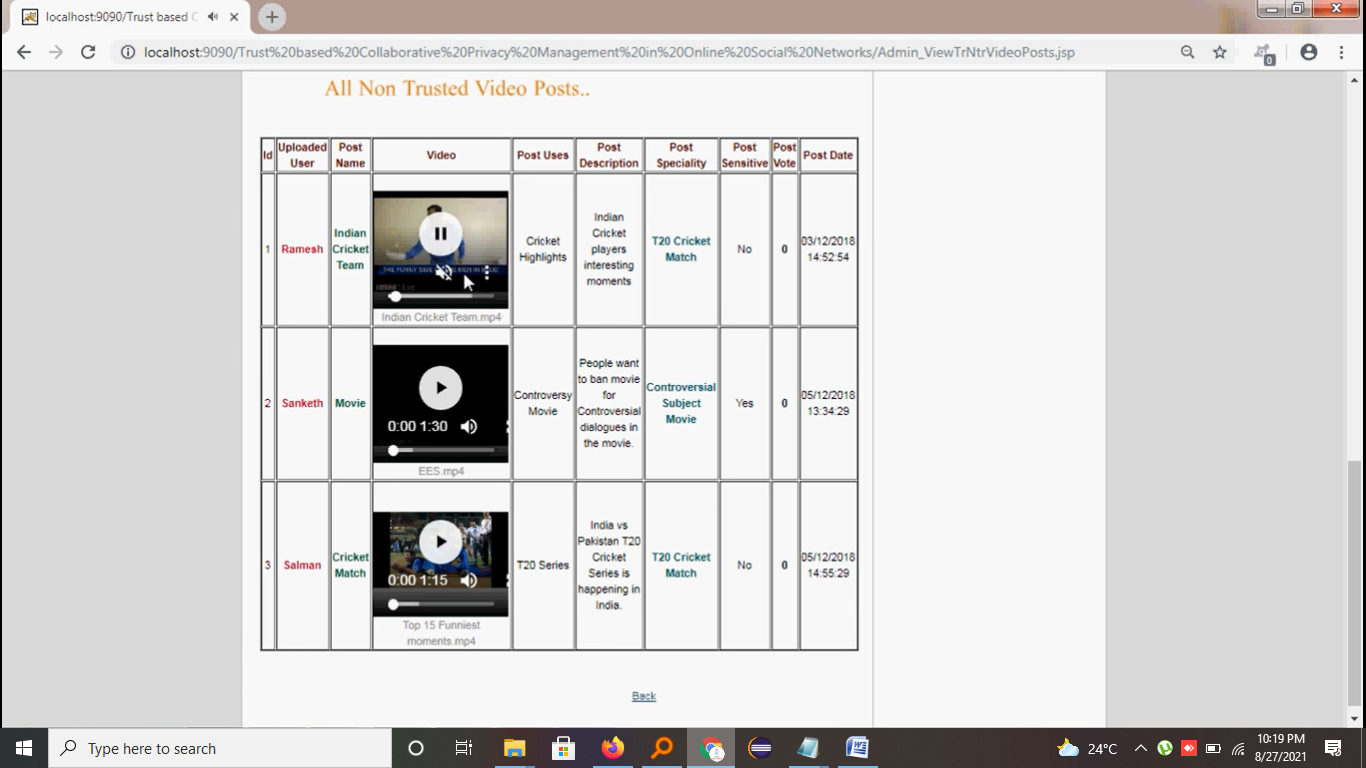 localhost:9090/Trust based C
localhost:9090/Trust%20based%20Collaborative%20Privacy%20Management%20in%20Online%20Social%20Networks/Admin_ViewTrNtrVideoPosts.jsp
0
All Non Trusted Video Posts..
Id Uploaded User Post Name Video Post Uses Post Description Post Speciality Post Sensitive Post Vote Post Date
1 Ramesh Indian Cricket Team
THE FUNNY SIDE
Indian Cricket Team.mp4
Cricket Highlights Indian Cricket players interesting moments T20 Cricket Match No 0 03/12/2018 14:52:54
2 Sanketh Movie
0:00 1:30
EES.mp4
Controversy Movie People want to ban movie for Controversial dialogues in the movie. Controversial Subject Movie Yes 0 05/12/2018 13:34:29
3 Salman Cricket Match
0:00 1:15
Top 15 Funniest moments.mp4
T20 Series India vs Pakistan T20 Cricket Series is happening in India. T20 Cricket Match No 0 05/12/2018 14:55:29
Back
Type here to search
24°C
10:19 PM
8/27/2021